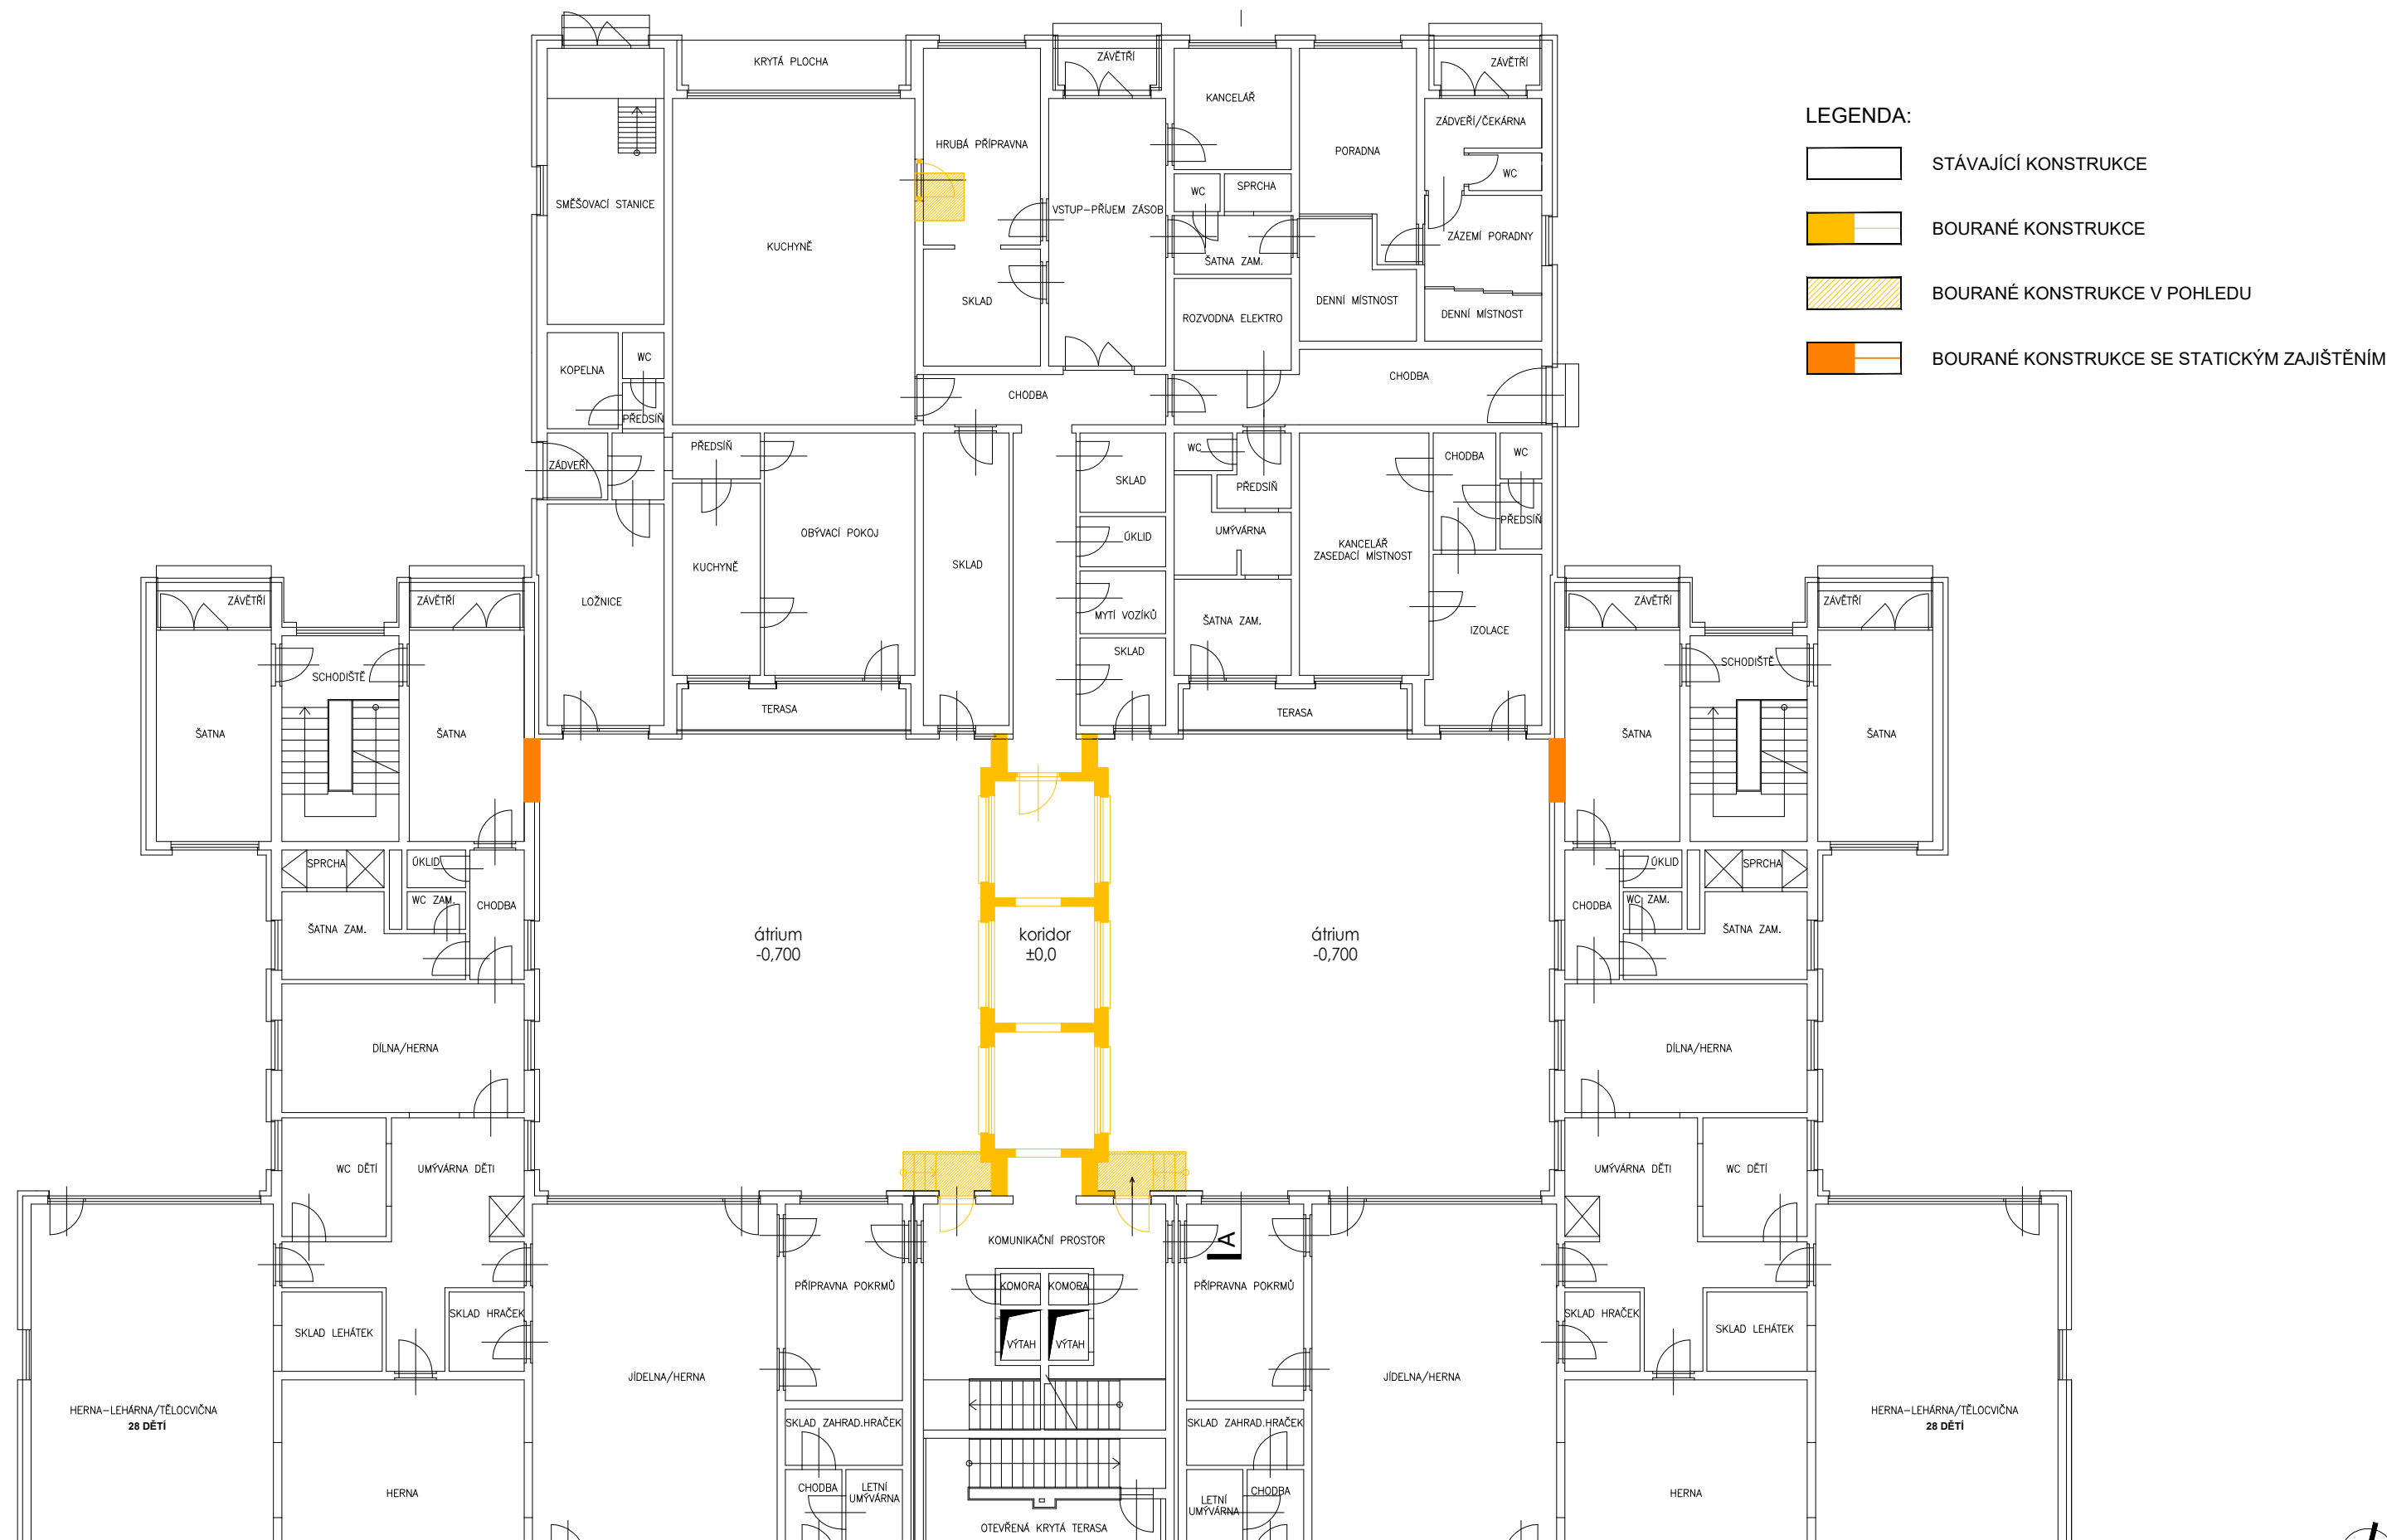 KRYTÁ PLOCHA
ZÁVĚTŘÍ
ZÁVĚTŘÍ
KANCELÁŘ
LEGENDA:
STÁVAJÍCÍ KONSTRUKCE
BOURANÉ KONSTRUKCE
BOURANÉ KONSTRUKCE V POHLEDU
BOURANÉ KONSTRUKCE SE STATICKÝM ZAJIŠTĚNÍM
ZÁDVEŘÍ/ČEKÁRNA
HRUBÁ PŘÍPRAVNA
PORADNA
WC
WC
SPRCHA
SMĚŠOVACÍ STANICE
VSTUP-PŘÍJEM ZÁSOB
KUCHYNĚ
ZÁZEMÍ PORADNY
ŠATNA ZAM.
SKLAD
DENNÍ MÍSTNOST
DENNÍ MÍSTNOST
ROZVODNA ELEKTRO
WC
KOPELNA
CHODBA
CHODBA
PŘEDSÍŇ
PŘEDSÍŇ
WC
CHODBA
WC
ZÁDVEŘÍ
SKLAD
PŘEDSÍŇ
PŘEDSÍŇ
OBÝVACÍ POKOJ
ÚKLID
UMÝVÁRNA
KANCELÁŘ
ZASEDACÍ MÍSTNOST
KUCHYNĚ
SKLAD
LOŽNICE
MYTÍ VOZÍKŮ
ŠATNA ZAM.
IZOLACE
ZÁVĚTŘÍ
ZÁVĚTŘÍ
ZÁVĚTŘÍ
ZÁVĚTŘÍ
SKLAD
SCHODIŠTĚ
SCHODIŠTĚ
TERASA
TERASA
ŠATNA
ŠATNA
ŠATNA
ŠATNA
SPRCHA
ÚKLID
ÚKLID
SPRCHA
WC ZAM.
CHODBA
CHODBA
WC ZAM.
ŠATNA ZAM.
ŠATNA ZAM.
átrium
-0,700
koridor
±0,0
átrium
-0,700
DÍLNA/HERNA
DÍLNA/HERNA
WC DĚTÍ
UMÝVÁRNA DĚTI
UMÝVÁRNA DĚTI
WC DĚTÍ
KOMUNIKAČNÍ PROSTOR
A
PŘÍPRAVNA POKRMŮ
KOMORA
KOMORA
PŘÍPRAVNA POKRMŮ
SKLAD HRAČEK
SKLAD HRAČEK
SKLAD LEHÁTEK
SKLAD LEHÁTEK
VÝTAH
VÝTAH
JÍDELNA/HERNA
JÍDELNA/HERNA
HERNA-LEHÁRNA/TĚLOCVIČNA
28 DĚTÍ
HERNA-LEHÁRNA/TĚLOCVIČNA
28 DĚTÍ
SKLAD ZAHRAD.HRAČEK
SKLAD ZAHRAD.HRAČEK
HERNA
CHODBA
LETNÍ
UMÝVÁRNA
LETNÍ
UMÝVÁRNA
CHODBA
HERNA
OTEVŘENÁ KRYTÁ TERASA